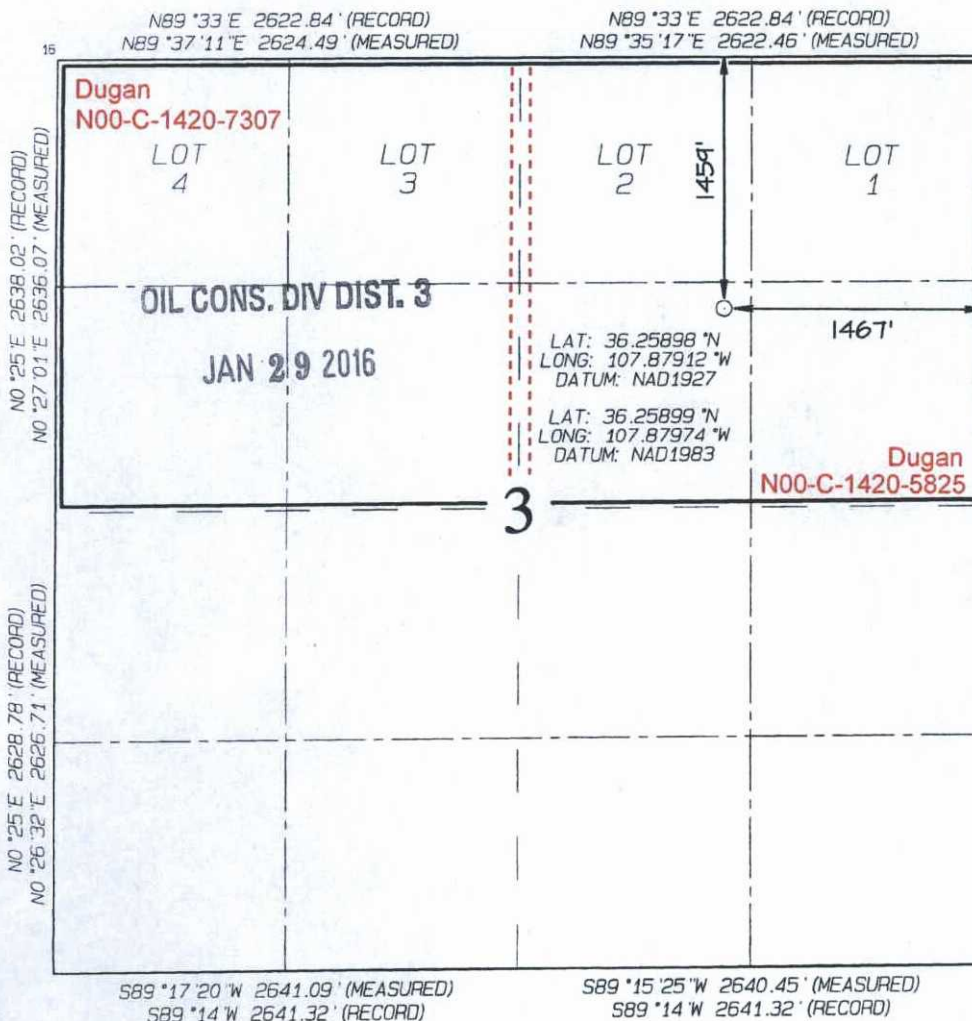 N89°33'E 2622.84' (RECORD)
N89°37'11"E 2624.49' (MEASURED)
N89°33'E 2622.84' (RECORD)
N89°35'17"E 2622.46' (MEASURED)
16
Dugan
N00-C-1420-7307
LOT
4
LOT
3
LOT
2
LOT
1
1459'
N0°25'E 2638.02' (RECORD)
N0°27'01"E 2636.07' (MEASURED)
OIL CONS. DIV DIST. 3
JAN 29 2016
1467'
LAT: 36.25898 °N
LONG: 107.87912 °W
DATUM: NAD1927
LAT: 36.25899 °N
LONG: 107.87974 °W
DATUM: NAD1983
Dugan
N00-C-1420-5825
3
N0°25'E 2628.78' (RECORD)
N0°26'32"E 2626.71' (MEASURED)
S89°17'20"W 2641.09' (MEASURED)
S89°14'W 2641.32' (RECORD)
S89°15'25"W 2640.45' (MEASURED)
S89°14'W 2641.32' (RECORD)